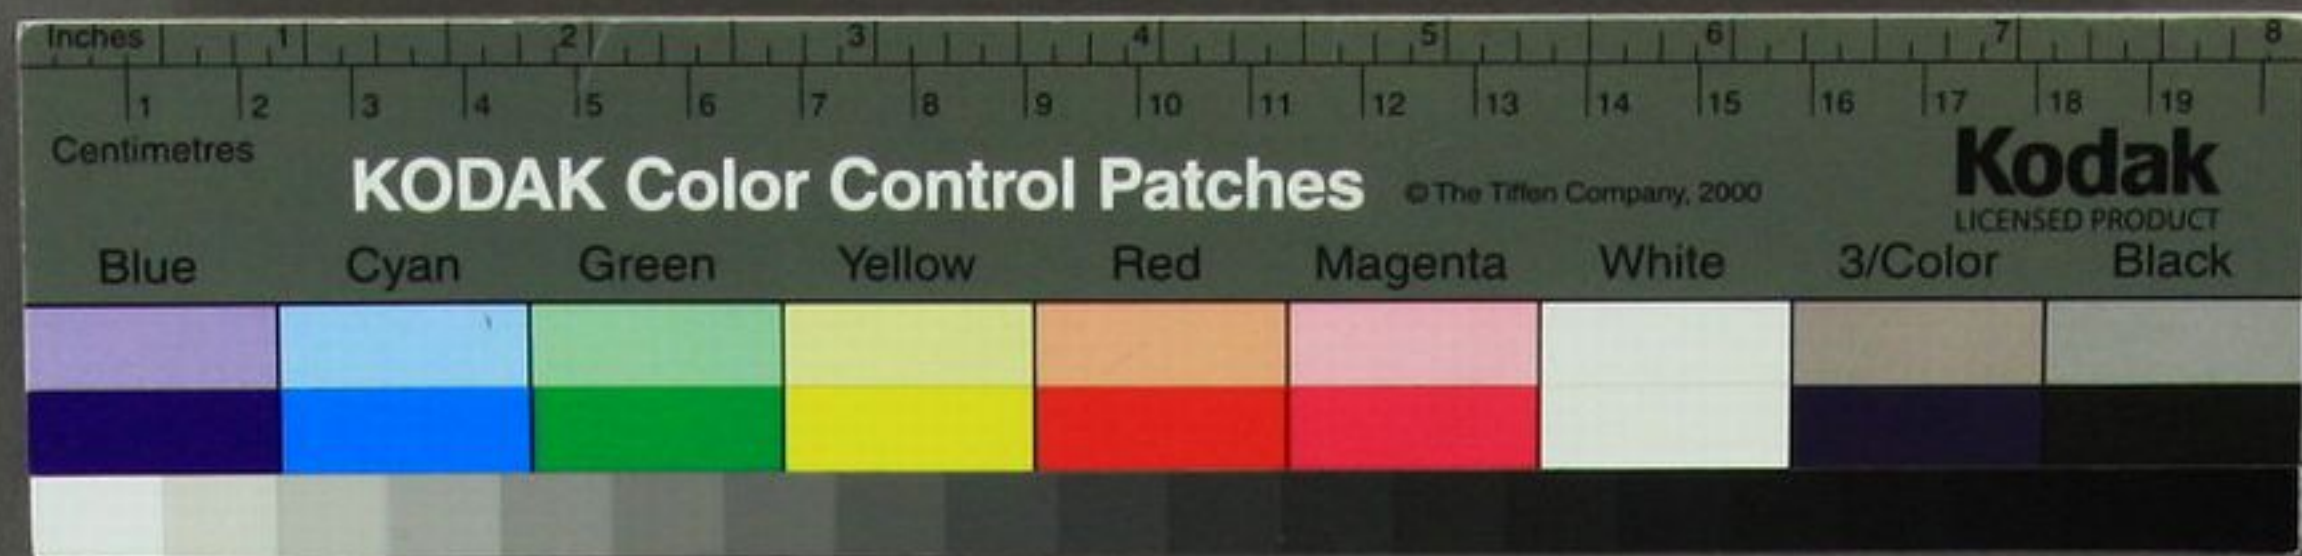 Inches 1 2 3 4 5 6 7 8
1 2 3 4 5 6 7 8 9 10 11 12 13 14 15 16 17 18 19
Centimetres
KODAK Color Control Patches © The Tiffen Company, 2000 Kodak
LICENSED PRODUCT
Blue Cyan Green Yellow Red Magenta White 3/Color Black